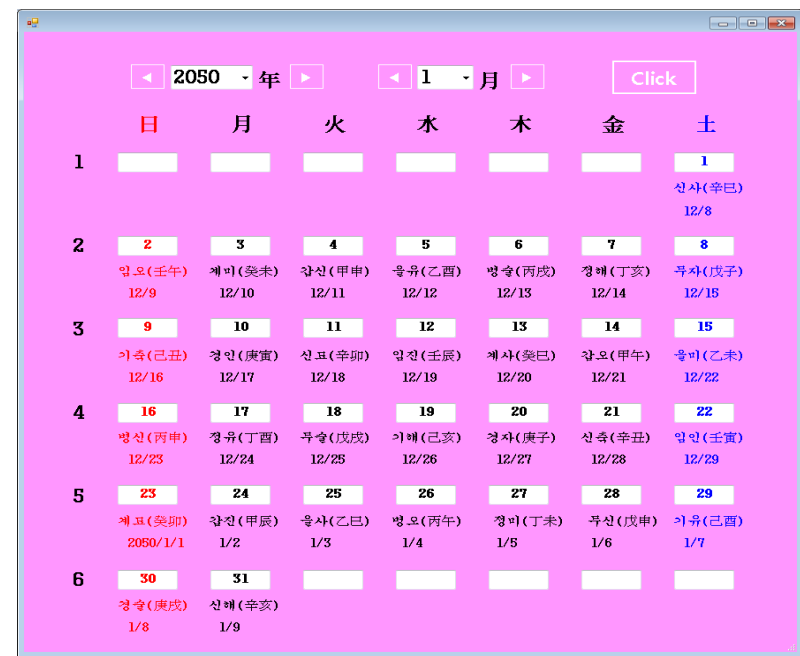 ◄ 2050 年 ► ◄ 1 月 ► Click
日 月 火 水 木 金 土
1 1
신사(辛巳)
12/8
2 2 3 4 5 6 7 8
임오(壬午) 계미(癸未) 갑신(甲申) 을유(乙酉) 병술(丙戌) 정해(丁亥) 무자(戊子)
12/9 12/10 12/11 12/12 12/13 12/14 12/15
3 9 10 11 12 13 14 15
기축(己丑) 경인(庚寅) 신묘(辛卯) 임진(壬辰) 계사(癸巳) 갑오(甲午) 을미(乙未)
12/16 12/17 12/18 12/19 12/20 12/21 12/22
4 16 17 18 19 20 21 22
병신(丙申) 정유(丁酉) 무술(戊戌) 기해(己亥) 경자(庚子) 신축(辛丑) 임인(壬寅)
12/23 12/24 12/25 12/26 12/27 12/28 12/29
5 23 24 25 26 27 28 29
계묘(癸卯) 갑진(甲辰) 을사(乙巳) 병오(丙午) 정미(丁未) 무신(戊申) 기유(己酉)
2050/1/1 1/2 1/3 1/4 1/5 1/6 1/7
6 30 31
경술(庚戌) 신해(辛亥)
1/8 1/9